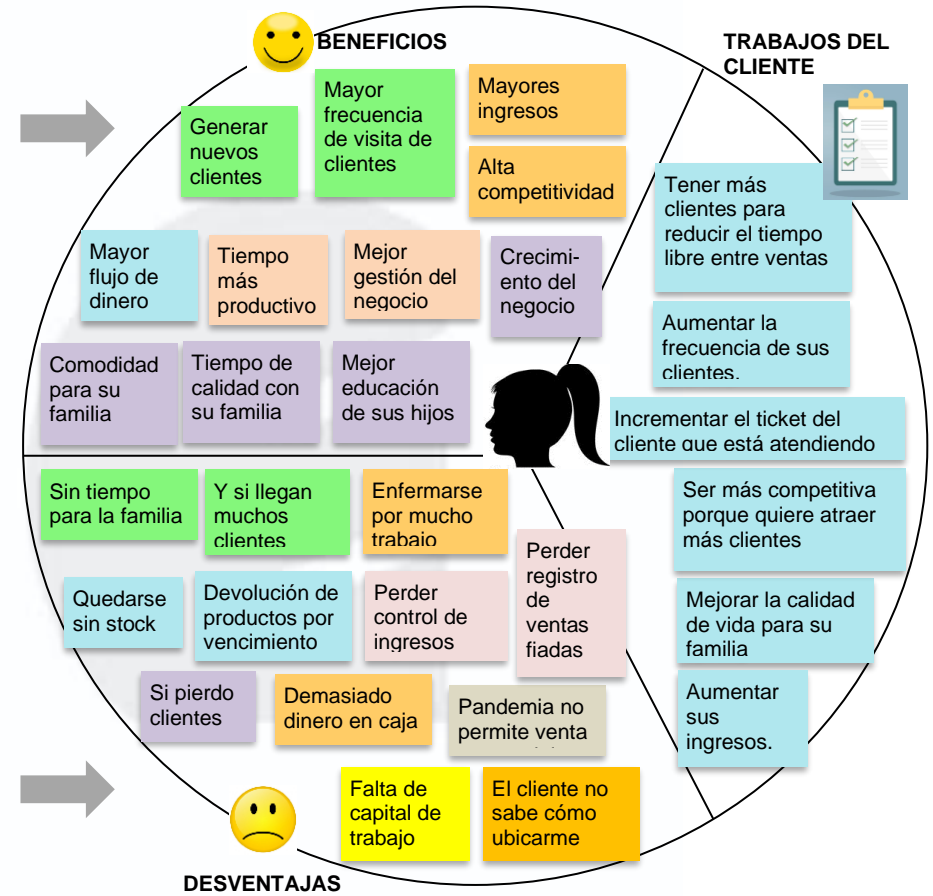 BENEFICIOS
TRABAJOS DEL
CLIENTE
Generar
nuevos
clientes
Mayor
frecuencia
de visita de
clientes
Mayores
ingresos
Alta
competitividad
Mayor
flujo de
dinero
Tiempo
más
productivo
Mejor
gestión del
negocio
Crecimi-
ento del
negocio
Comodidad
para su
familia
Tiempo de
calidad con
su familia
Mejor
educación
de sus hijos
Tener más
clientes para
reducir el tiempo
libre entre ventas
Aumentar la
frecuencia de sus
clientes.
Incrementar el ticket del
cliente que está atendiendo
Ser más competitiva
porque quiere atraer
más clientes
Mejorar la calidad
de vida para su
familia
Aumentar
sus
ingresos.
Sin tiempo
para la familia
Y si llegan
muchos
clientes
Enfermarse
por mucho
trabajo
Perder
registro
de
ventas
fiadas
Quedarse
sin stock
Devolución de
productos por
vencimiento
Perder
control de
ingresos
Si pierdo
clientes
Demasiado
dinero en caja
Pandemia no
permite venta
Falta de
capital de
trabajo
El cliente no
sabe cómo
ubicarme
DESVENTAJAS